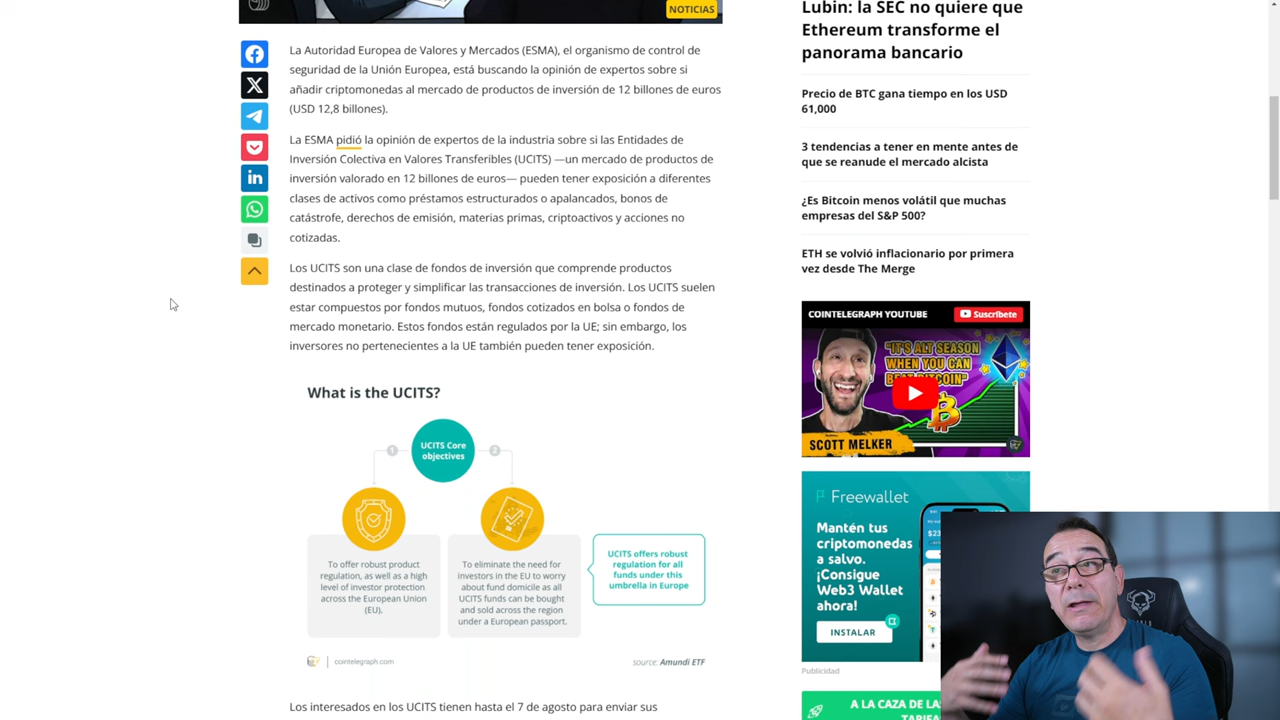 NOTICIAS
La Autoridad Europea de Valores y Mercados (ESMA), el organismo de control de
seguridad de la Unión Europea, está buscando la opinión de expertos sobre si
añadir criptomonedas al mercado de productos de inversión de 12 billones de euros
(USD 12,8 billones).
La ESMA pidió la opinión de expertos de la industria sobre si las Entidades de
Inversión Colectiva en Valores Transferibles (UCITS) —un mercado de productos de
inversión valorado en 12 billones de euros— pueden tener exposición a diferentes
clases de activos como préstamos estructurados o apalancados, bonos de
catástrofe, derechos de emisión, materias primas, criptoactivos y acciones no
cotizadas.
Los UCITS son una clase de fondos de inversión que comprende productos
destinados a proteger y simplificar las transacciones de inversión. Los UCITS suelen
estar compuestos por fondos mutuos, fondos cotizados en bolsa o fondos de
mercado monetario. Estos fondos están regulados por la UE; sin embargo, los
inversores no pertenecientes a la UE también pueden tener exposición.
What is the UCITS?
UCITS Core
objectives
1
2
To offer robust product
regulation, as well as a high
level of investor protection
across the European Union
(EU).
To eliminate the need for
investors in the EU to worry
about fund domicile as all
UCITS funds can be bought
and sold across the region
under a European passport.
UCITS offers robust
regulation for all
funds under this
umbrella in Europe
cointelegraph.com
source: Amundi ETF
Los interesados en los UCITS tienen hasta el 7 de agosto para enviar sus
Lubin: la SEC no quiere que
Ethereum transforme el
panorama bancario
Precio de BTC gana tiempo en los USD
61,000
3 tendencias a tener en mente antes de
que se reanude el mercado alcista
¿Es Bitcoin menos volátil que muchas
empresas del S&P 500?
ETH se volvió inflacionario por primera
vez desde The Merge
COINTELEGRAPH YOUTUBE
Suscríbete
"IT'S ALT SEASON
WHEN YOU CAN
BEAT BITCOIN"
SCOTT MELKER
Freewallet
Mantén tus
criptomonedas
a salvo.
¡Consigue
Web3 Wallet
ahora!
INSTALAR
Publicidad
A LA CAZA DE LAS